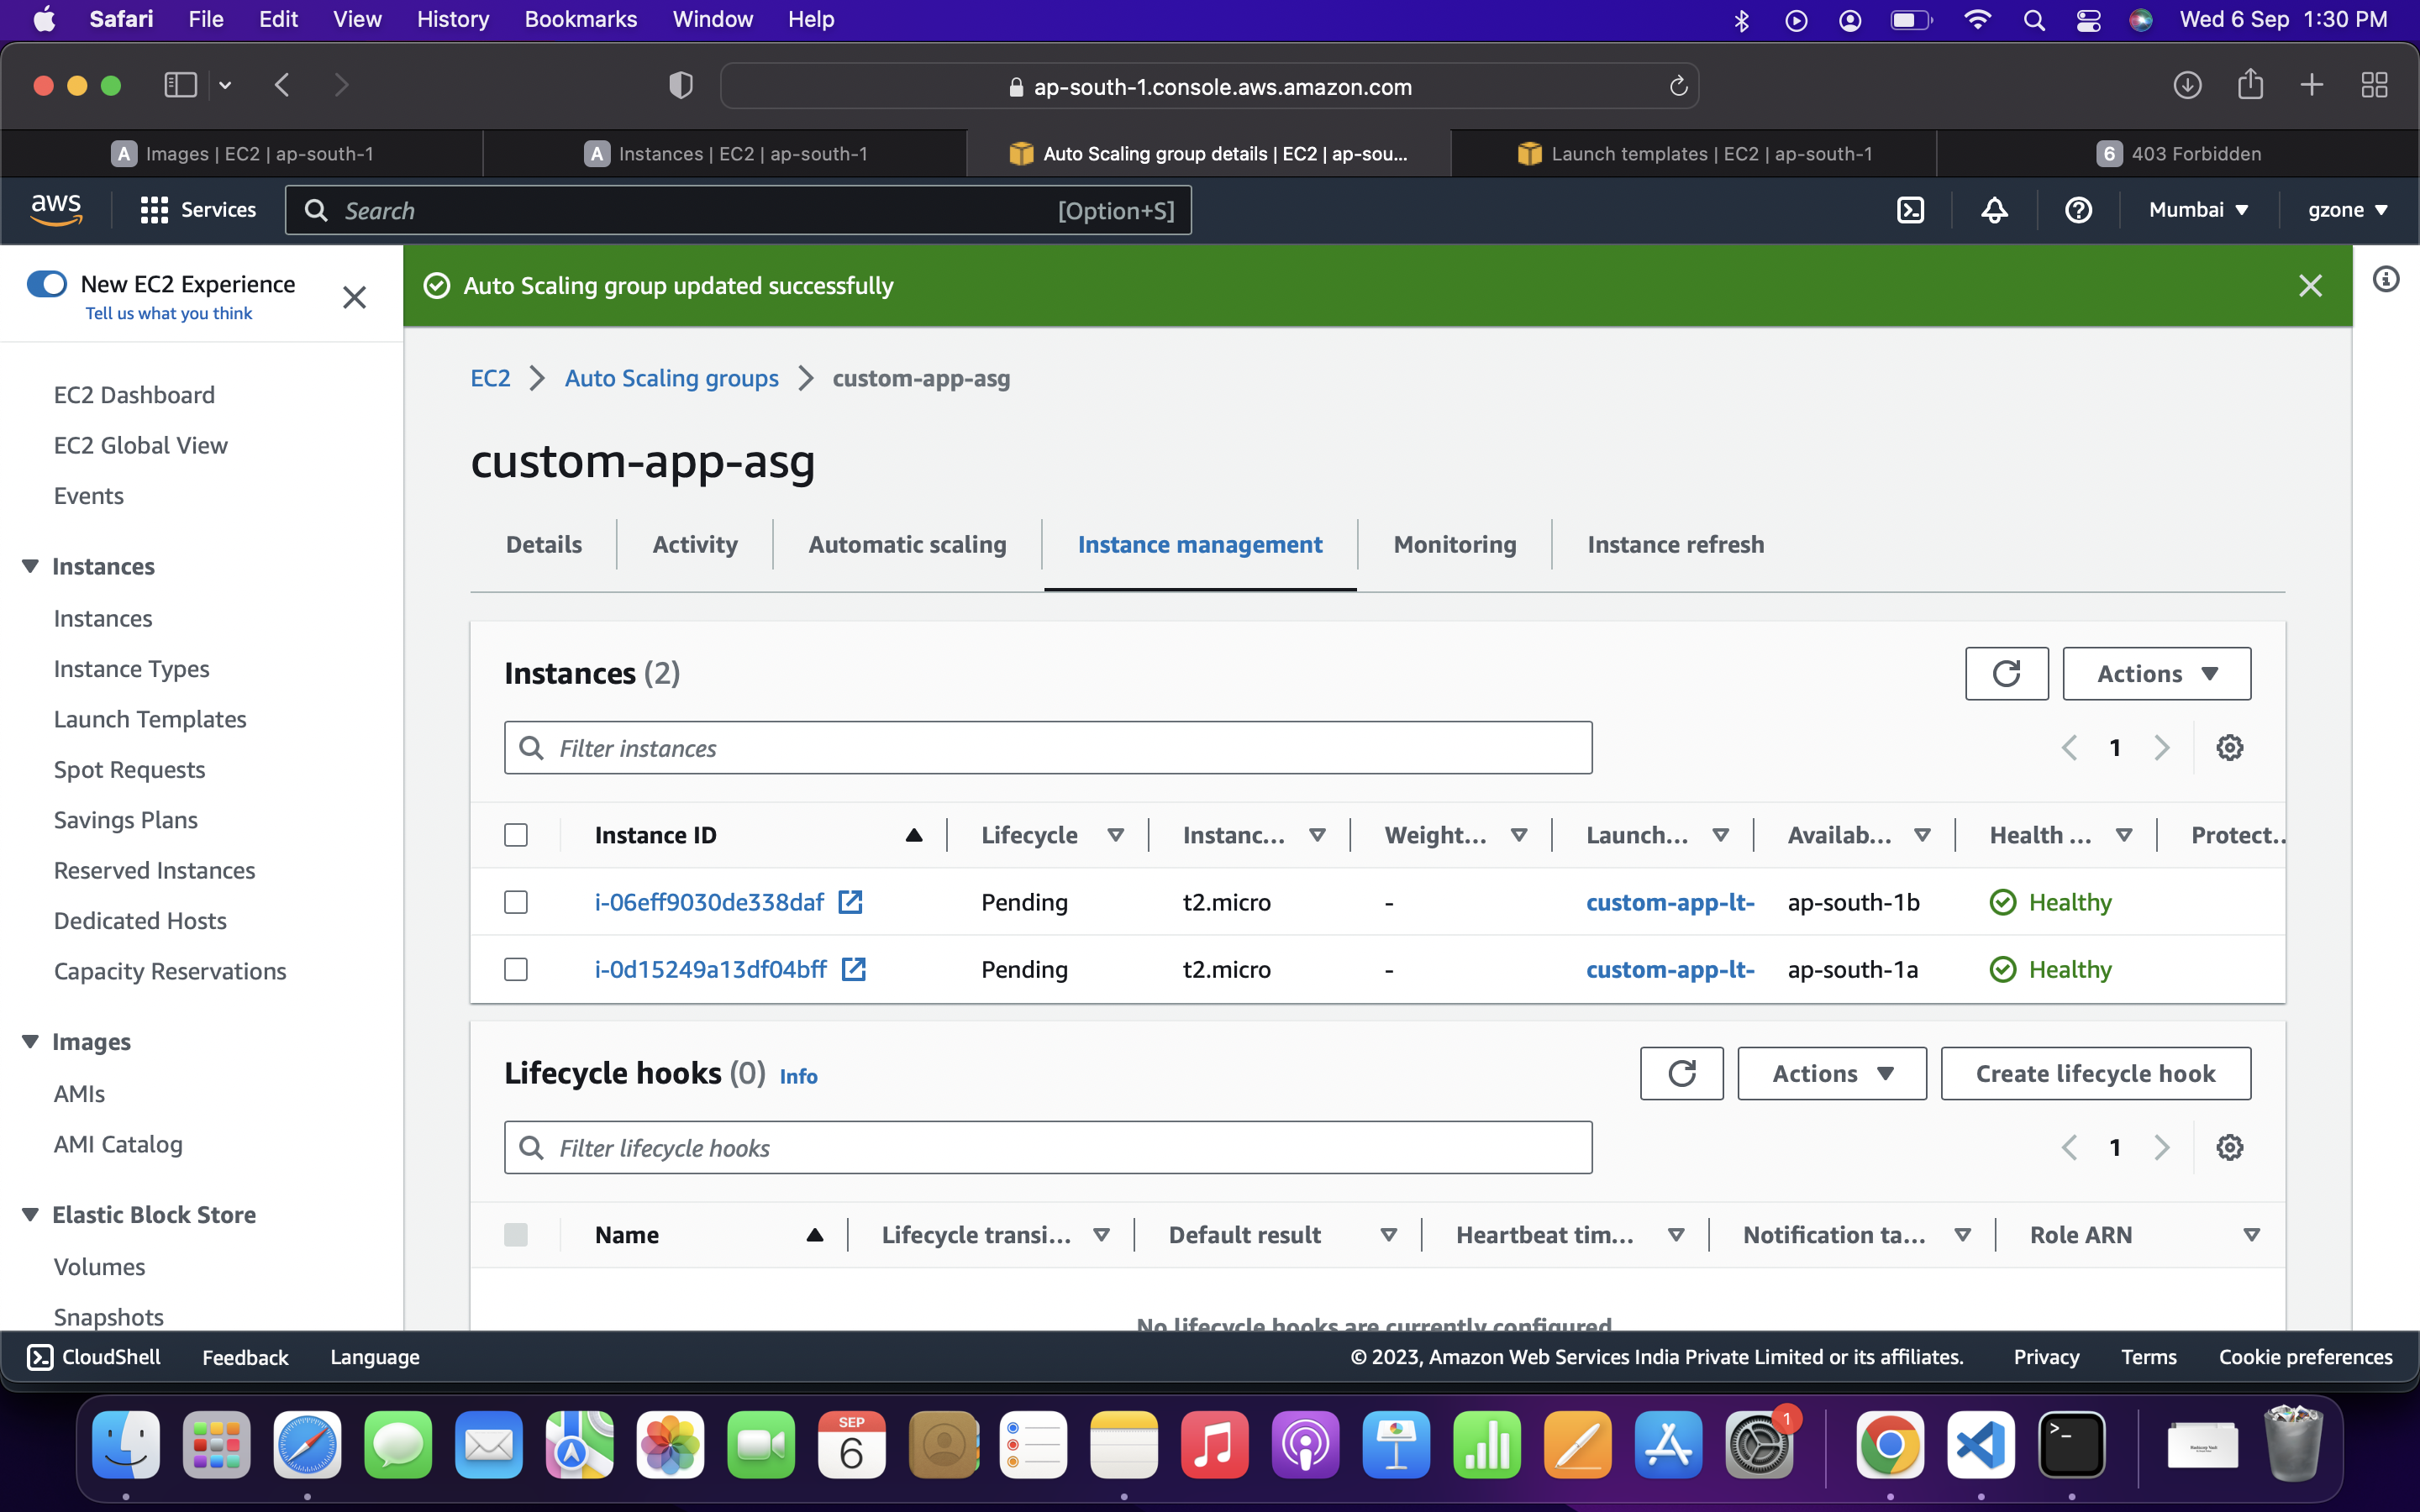 Safari File Edit View History Bookmarks Window Help Wed 6 Sep 1:30 PM
ap-south-1.console.aws.amazon.com
A Images | EC2 | ap-south-1 A Instances | EC2 | ap-south-1 Auto Scaling group details | EC2 | ap-sou... Launch templates | EC2 | ap-south-1 6 403 Forbidden
aws Services Search [Option+S] Mumbai gzone
New EC2 Experience
Tell us what you think
Auto Scaling group updated successfully
EC2 Dashboard
EC2 Global View
Events
Instances
Instances
Instance Types
Launch Templates
Spot Requests
Savings Plans
Reserved Instances
Dedicated Hosts
Capacity Reservations
Images
AMIs
AMI Catalog
Elastic Block Store
Volumes
Snapshots
EC2 Auto Scaling groups custom-app-asg
custom-app-asg
Details Activity Automatic scaling Instance management Monitoring Instance refresh
Instances (2) Actions
Filter instances 1
Instance ID Lifecycle Instanc... Weight... Launch... Availab... Health ... Protect..
i-06eff9030de338daf Pending t2.micro - custom-app-lt- ap-south-1b Healthy
i-0d15249a13df04bff Pending t2.micro - custom-app-lt- ap-south-1a Healthy
Lifecycle hooks (0) Info Actions Create lifecycle hook
Filter lifecycle hooks 1
Name Lifecycle transi... Default result Heartbeat tim... Notification ta... Role ARN
No lifecycle hooks are currently configured
CloudShell Feedback Language © 2023, Amazon Web Services India Private Limited or its affiliates. Privacy Terms Cookie preferences
SEP
6
1